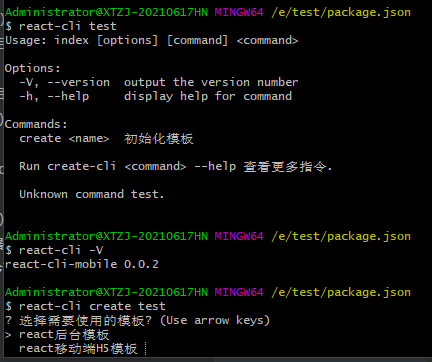 Administrator@XTZJ-20210617HN MINGW64 /e/test/package.json
$ react-cli test
Usage: index [options] [command] <command>
Options:
-V, --version  output the version number
-h, --help     display help for command
Commands:
create <name>  初始化模板
Run create-cli <command> --help 查看更多指令.
Unknown command test.
Administrator@XTZJ-20210617HN MINGW64 /e/test/package.json
$ react-cli -V
react-cli-mobile 0.0.2
Administrator@XTZJ-20210617HN MINGW64 /e/test/package.json
$ react-cli create test
? 选择需要使用的模板? (Use arrow keys)
> react后台模板
react移动端H5模板